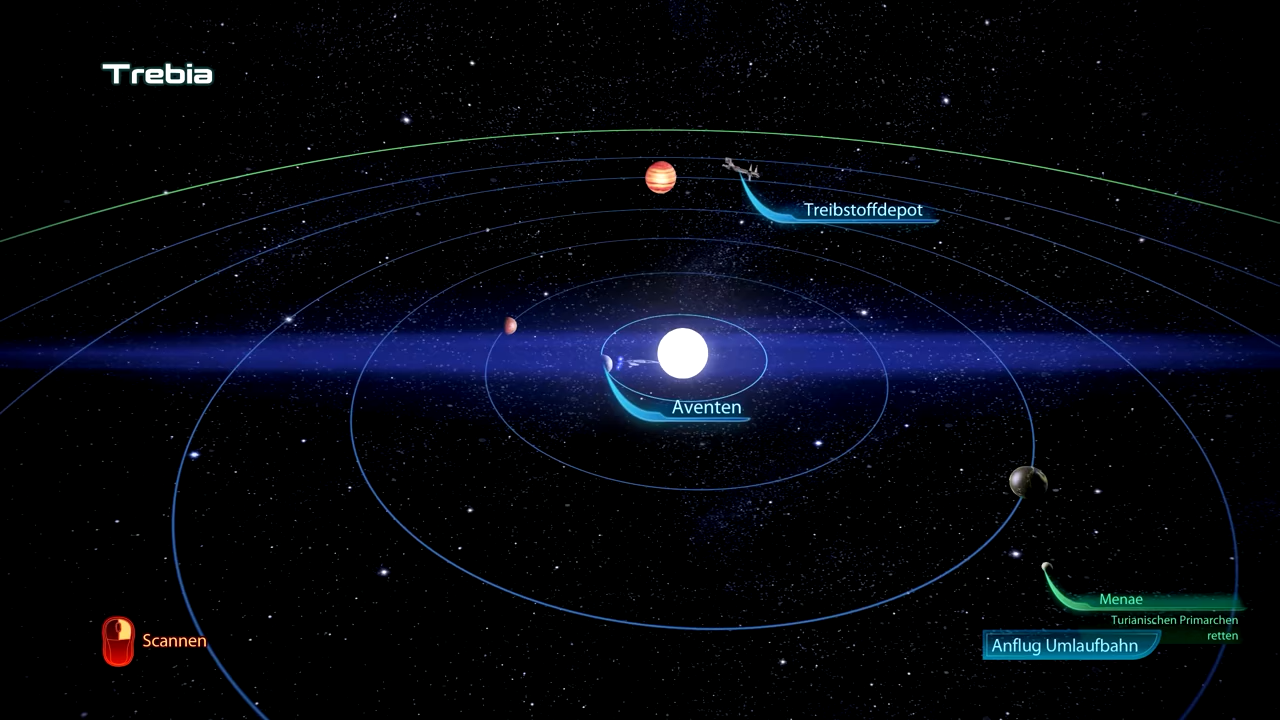 Trebia
Treibstoffdepot
Aventen
Menae
Turianischen Primarchen
retten
Scannen
Anflug Umlaufbahn